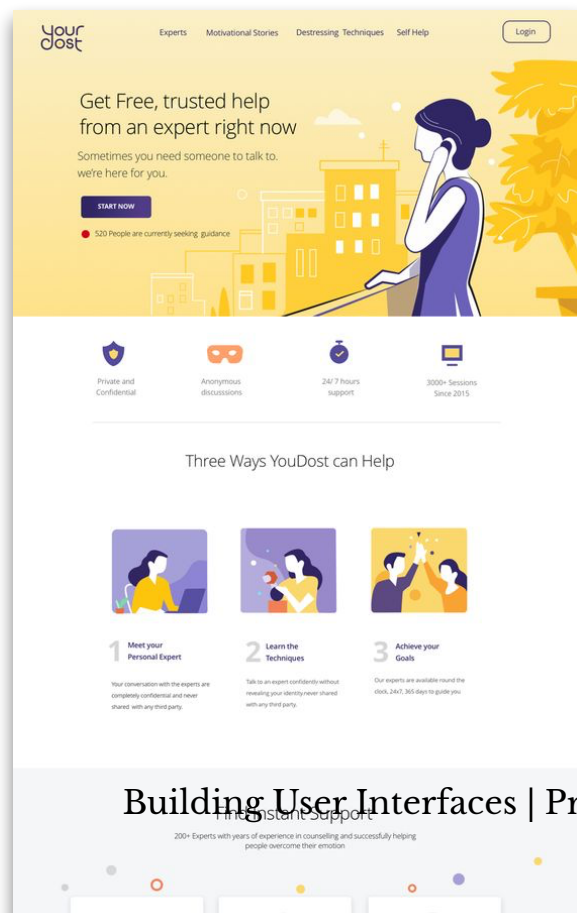 your
dost
Experts Motivational Stories Destressing Techniques Self Help Login
Get Free, trusted help
from an expert right now
Sometimes you need someone to talk to.
we're here for you.
START NOW
520 People are currently seeking guidance
Private and
Confidential
Anonymous
discusssions
24/ 7 hours
support
3000+ Sessions
Since 2015
Three Ways YouDost can Help
1 Meet your
Personal Expert
Your conversation with the experts are
completely confidential and never
shared with any third party.
2 Learn the
Techniques
Talk to an expert confidently without
revealing your identity.never shared
with any third party.
3 Achieve your
Goals
Our experts are available round the
clock, 24x7, 365 days to guide you
Building User Interfaces | Pr
Find Instant Support
200+ Experts with years of experience in counselling and successfully helping
people overcome their emotion